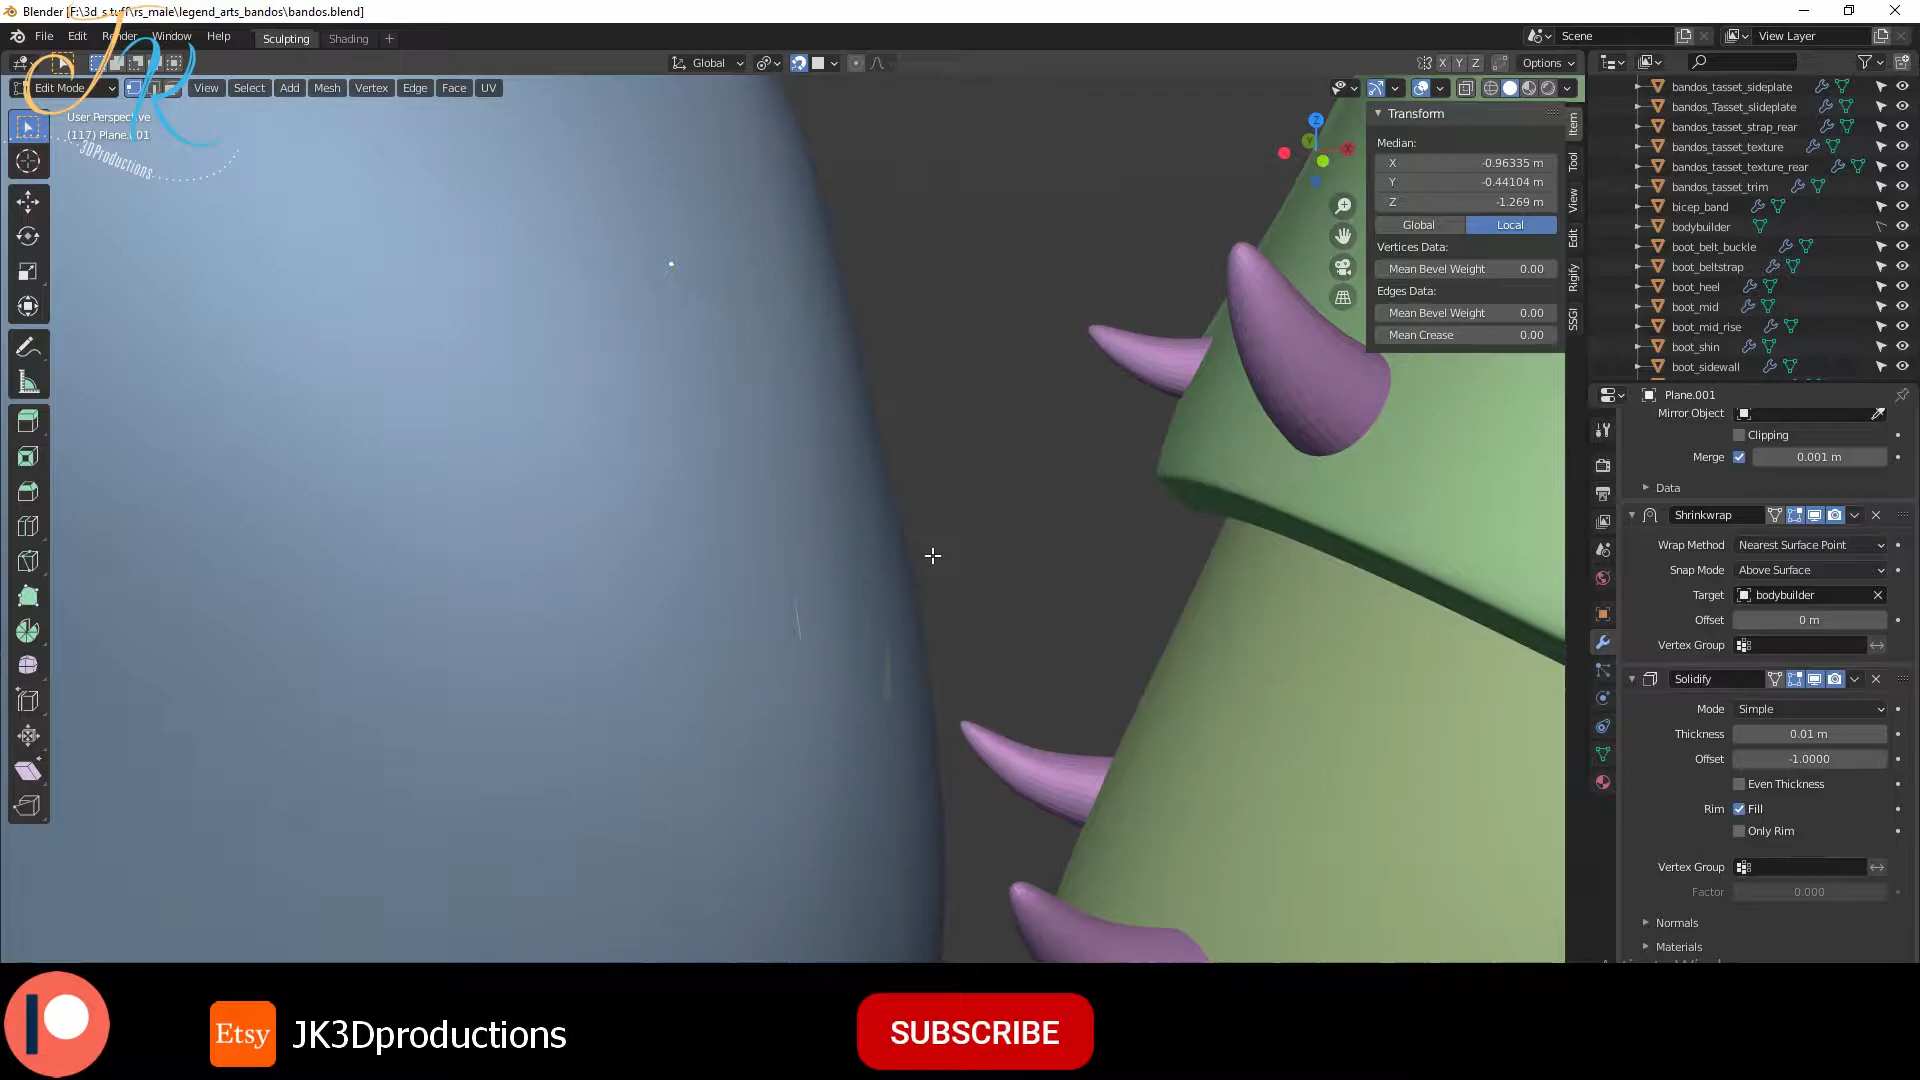 Blender [F:\3d_stuff\rs_male\legend_arts_bandos\bandos.blend]
File Edit Render Window Help Sculpting Shading +
Scene View Layer
Global Options
X Y Z
Edit Mode View Select Add Mesh Vertex Edge Face UV
User Perspective
(117) Plane.001
JR
3DProductions
Transform
Median:
X -0.96335 m
Y -0.44104 m
Z -1.269 m
Global Local
Vertices Data:
Mean Bevel Weight 0.00
Edges Data:
Mean Bevel Weight 0.00
Mean Crease 0.00
Item
Tool
View
Edit
Rigify
SSGI
Z
Y
X
bandos_tasset_sideplate
bandos_Tasset_slideplate
bandos_tasset_strap_rear
bandos_tasset_texture
bandos_tasset_texture_rear
bandos_tasset_trim
bicep_band
bodybuilder
boot_belt_buckle
boot_beltstrap
boot_heel
boot_mid
boot_mid_rise
boot_shin
boot_sidewall
Plane.001
Mirror Object
Clipping
Merge 0.001 m
Data
Shrinkwrap
Wrap Method Nearest Surface Point
Snap Mode Above Surface
Target bodybuilder
Offset 0 m
Vertex Group
Solidify
Mode Simple
Thickness 0.01 m
Offset -1.0000
Even Thickness
Rim Fill
Only Rim
Vertex Group
Factor 0.000
Normals
Materials
Etsy JK3Dproductions
SUBSCRIBE